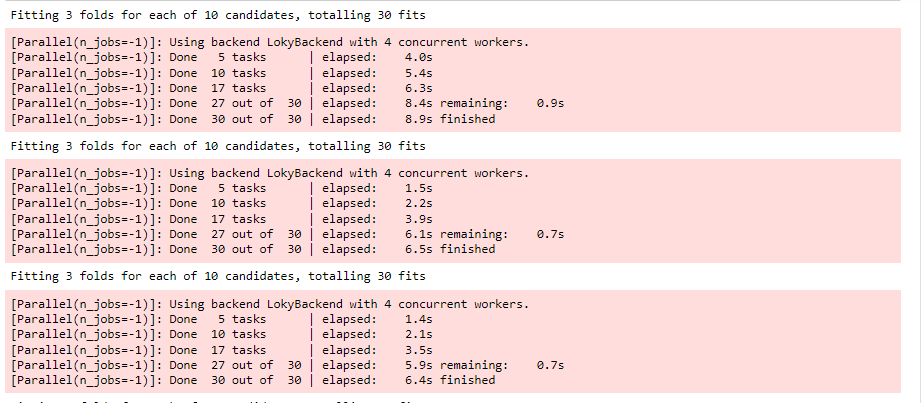 Fitting 3 folds for each of 10 candidates, totalling 30 fits
[Parallel(n_jobs=-1)]: Using backend LokyBackend with 4 concurrent workers.
[Parallel(n_jobs=-1)]: Done   5 tasks      | elapsed:    4.0s
[Parallel(n_jobs=-1)]: Done  10 tasks      | elapsed:    5.4s
[Parallel(n_jobs=-1)]: Done  17 tasks      | elapsed:    6.3s
[Parallel(n_jobs=-1)]: Done  27 out of  30 | elapsed:    8.4s remaining:    0.9s
[Parallel(n_jobs=-1)]: Done  30 out of  30 | elapsed:    8.9s finished
Fitting 3 folds for each of 10 candidates, totalling 30 fits
[Parallel(n_jobs=-1)]: Using backend LokyBackend with 4 concurrent workers.
[Parallel(n_jobs=-1)]: Done   5 tasks      | elapsed:    1.5s
[Parallel(n_jobs=-1)]: Done  10 tasks      | elapsed:    2.2s
[Parallel(n_jobs=-1)]: Done  17 tasks      | elapsed:    3.9s
[Parallel(n_jobs=-1)]: Done  27 out of  30 | elapsed:    6.1s remaining:    0.7s
[Parallel(n_jobs=-1)]: Done  30 out of  30 | elapsed:    6.5s finished
Fitting 3 folds for each of 10 candidates, totalling 30 fits
[Parallel(n_jobs=-1)]: Using backend LokyBackend with 4 concurrent workers.
[Parallel(n_jobs=-1)]: Done   5 tasks      | elapsed:    1.4s
[Parallel(n_jobs=-1)]: Done  10 tasks      | elapsed:    2.1s
[Parallel(n_jobs=-1)]: Done  17 tasks      | elapsed:    3.5s
[Parallel(n_jobs=-1)]: Done  27 out of  30 | elapsed:    5.9s remaining:    0.7s
[Parallel(n_jobs=-1)]: Done  30 out of  30 | elapsed:    6.4s finished